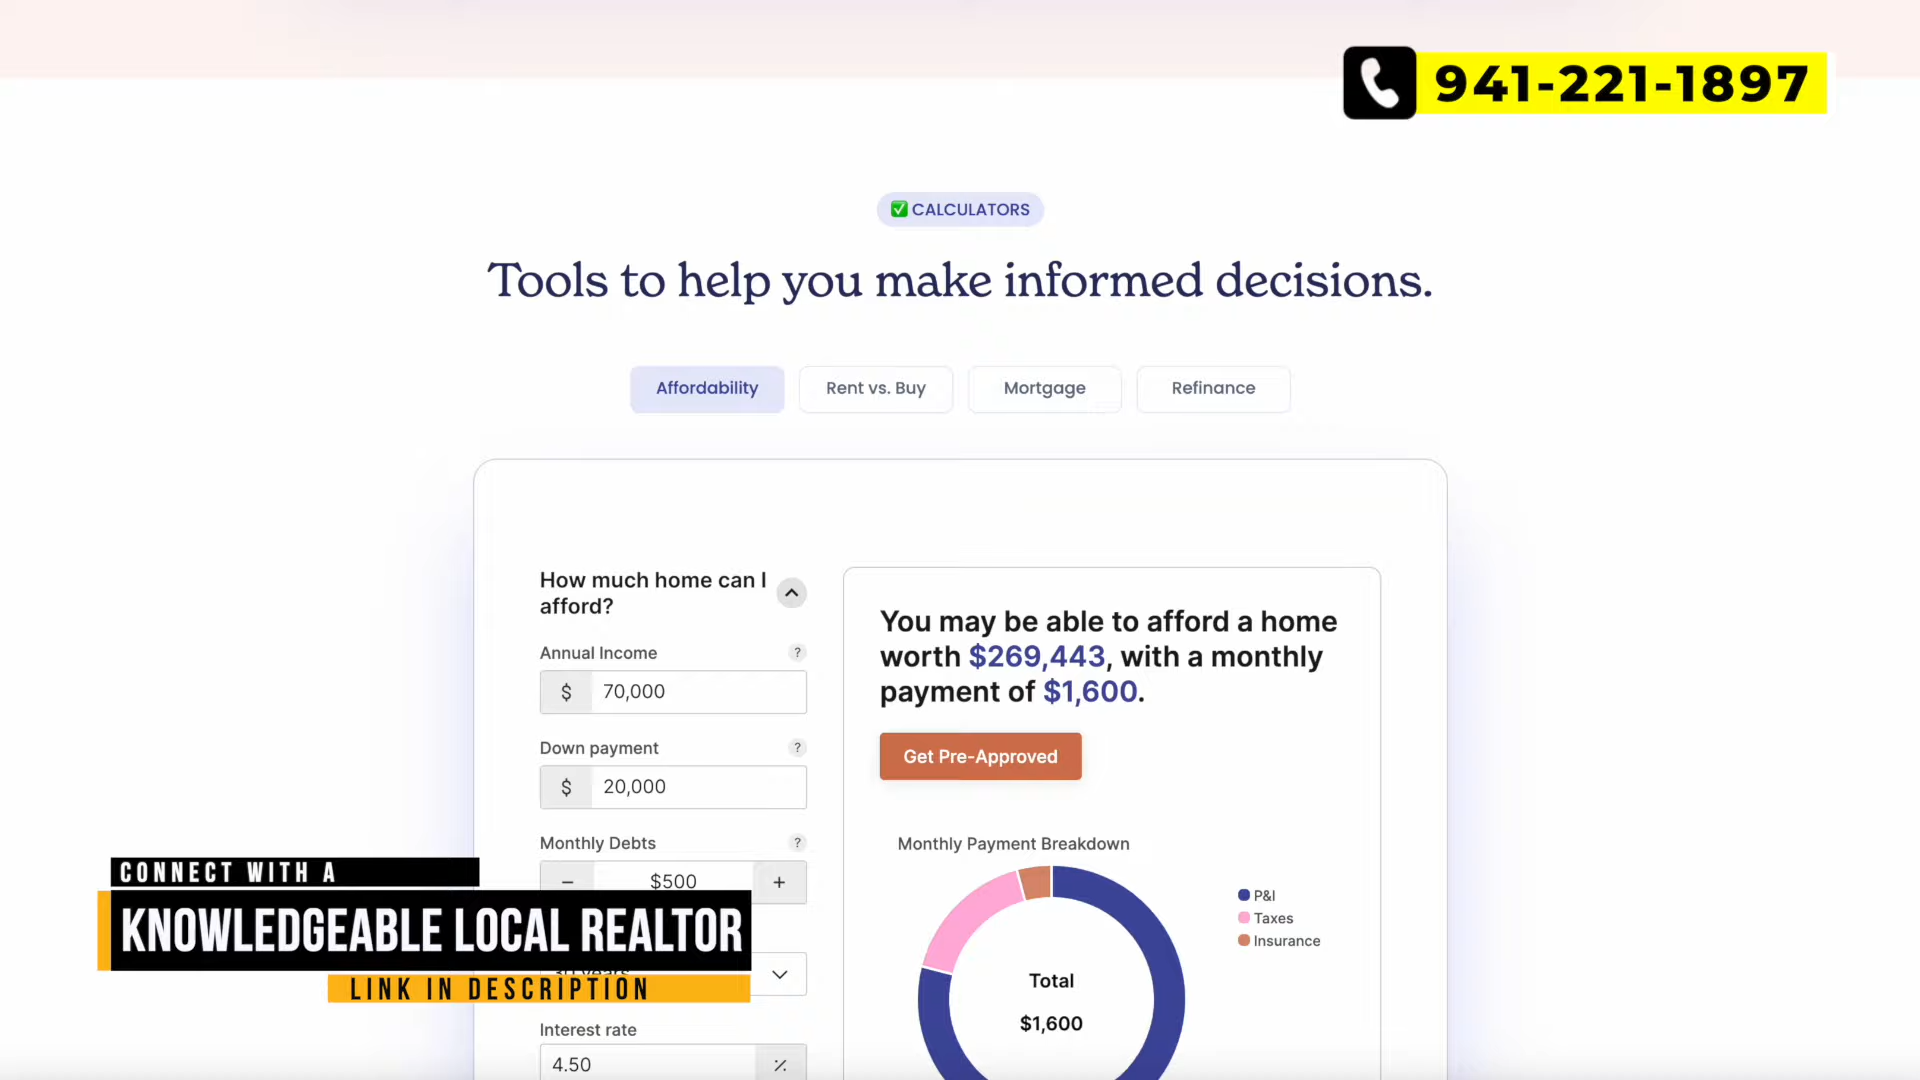 941-221-1897
✅ CALCULATORS
Tools to help you make informed decisions.
Affordability Rent vs. Buy Mortgage Refinance
How much home can I
afford?
Annual Income ?
$ 70,000
Down payment ?
$ 20,000
Monthly Debts ?
− $500 +
30 years
Interest rate
4.50 %
You may be able to afford a home
worth $269,443, with a monthly
payment of $1,600.
Get Pre-Approved
Monthly Payment Breakdown
Total
$1,600
P&I
Taxes
Insurance
CONNECT WITH A
KNOWLEDGEABLE LOCAL REALTOR
LINK IN DESCRIPTION